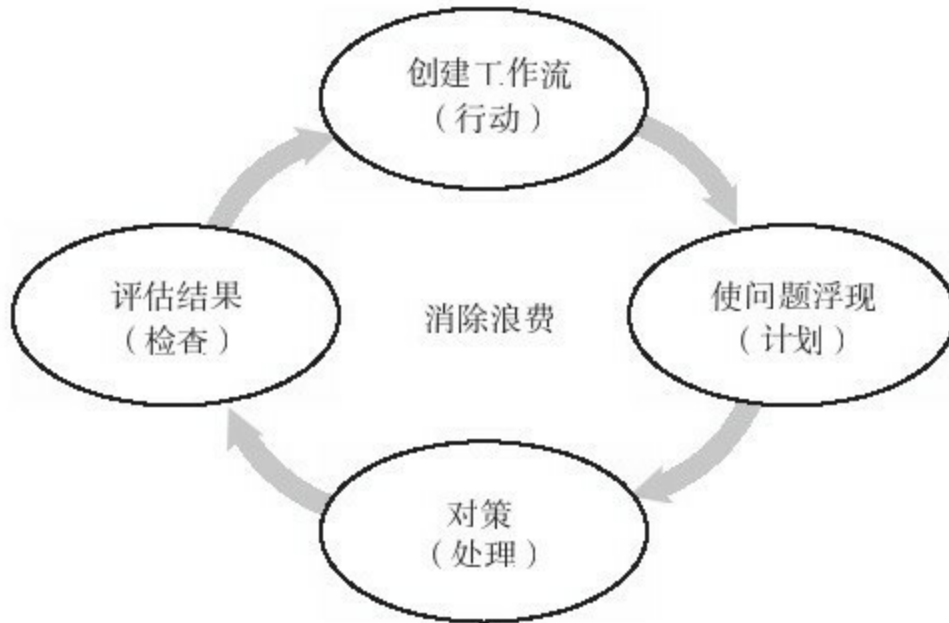 创建工作流
（行动）
评估结果
（检查）
消除浪费
使问题浮现
（计划）
对策
（处理）